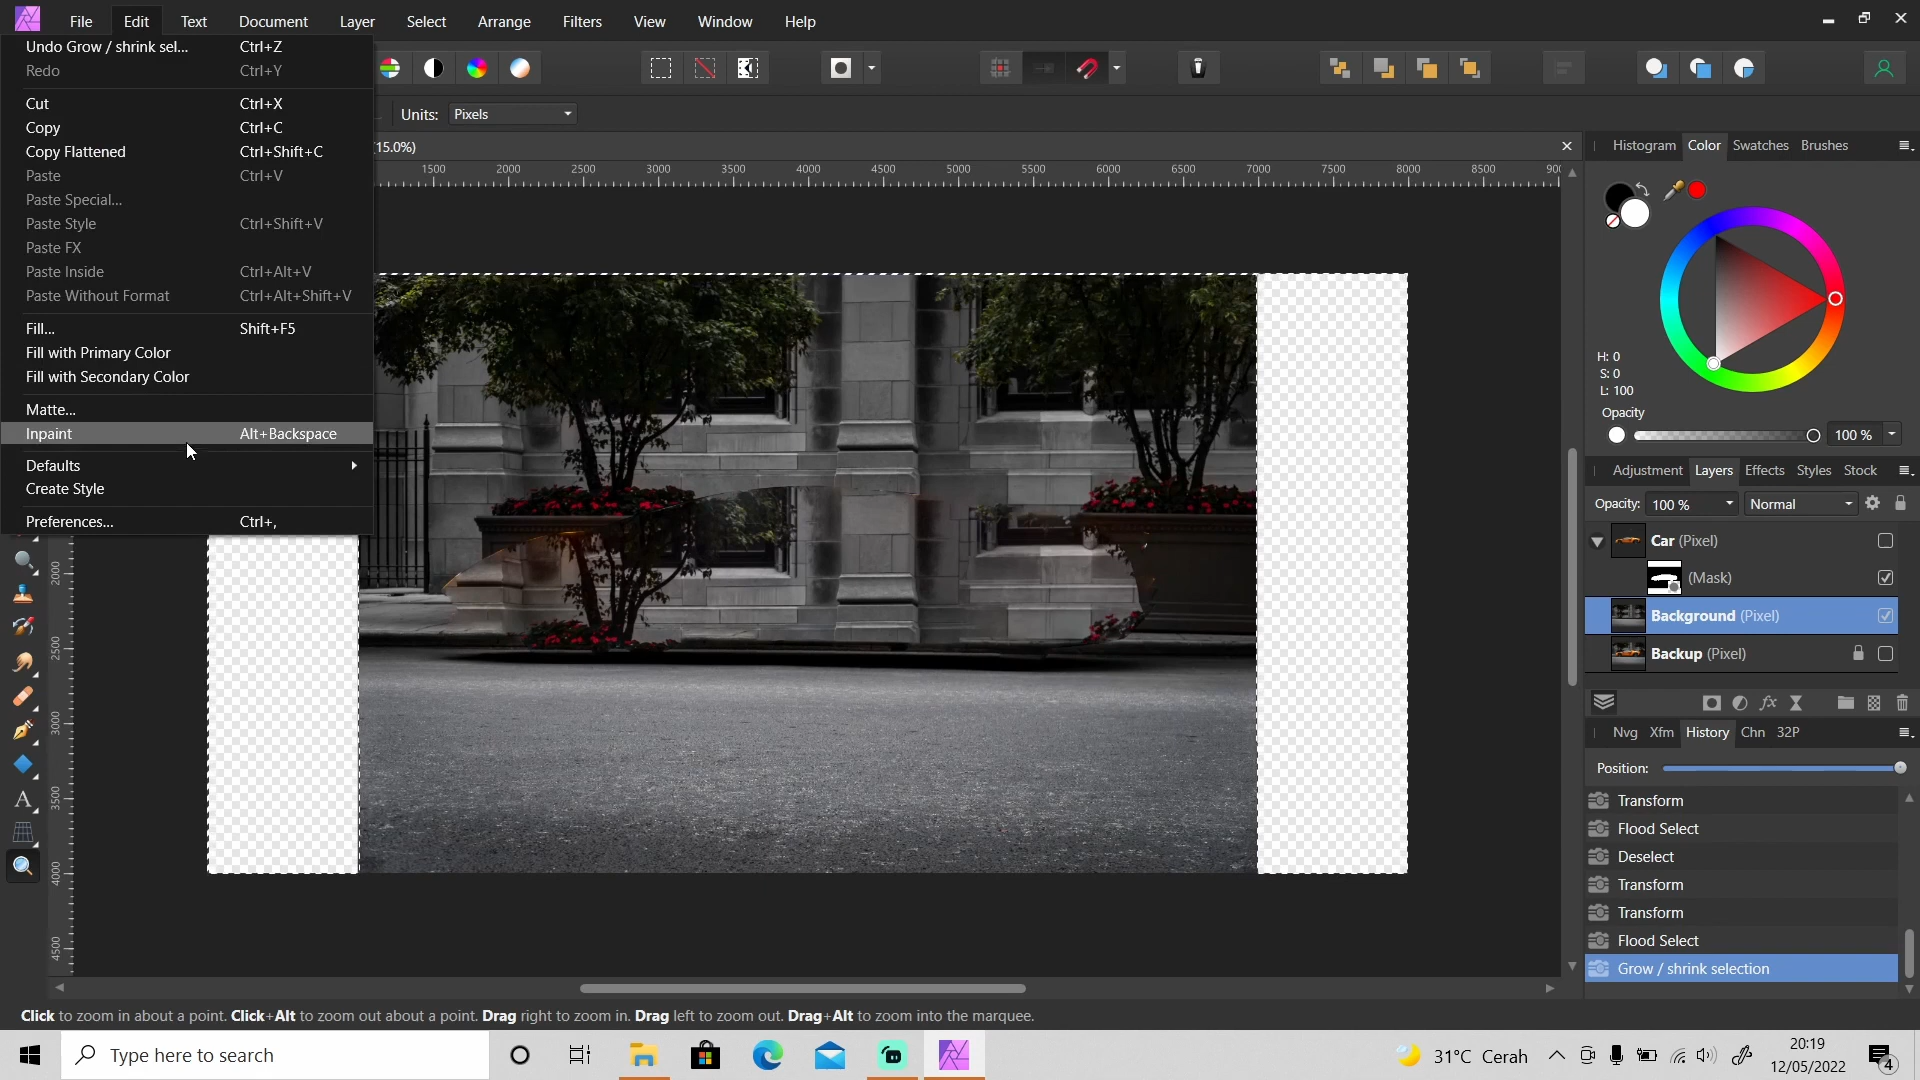 File Edit Text Document Layer Select Arrange Filters View Window Help
Undo Grow / shrink sel... Ctrl+Z
Redo Ctrl+Y
Cut Ctrl+X
Copy Ctrl+C
Copy Flattened Ctrl+Shift+C
Paste Ctrl+V
Paste Special...
Paste Style Ctrl+Shift+V
Paste FX
Paste Inside Ctrl+Alt+V
Paste Without Format Ctrl+Alt+Shift+V
Fill... Shift+F5
Fill with Primary Color
Fill with Secondary Color
Matte...
Inpaint Alt+Backspace
Defaults
Create Style
Preferences... Ctrl+,
Units: Pixels
15.0%)
1500 2000 2500 3000 3500 4000 4500 5000 5500 6000 6500 7000 7500 8000 8500
2000
2500
3000
3500
4000
4500
Histogram Color Swatches Brushes
H: 0
S: 0
L: 100
Opacity
100 %
Adjustment Layers Effects Styles Stock
Opacity: 100 % Normal
Car (Pixel)
(Mask)
Background (Pixel)
Backup (Pixel)
Nvg Xfm History Chn 32P
Position:
Transform
Flood Select
Deselect
Transform
Transform
Flood Select
Grow / shrink selection
Click to zoom in about a point. Click+Alt to zoom out about a point. Drag right to zoom in. Drag left to zoom out. Drag+Alt to zoom into the marquee.
Type here to search
31°C Cerah
20:19
12/05/2022
4